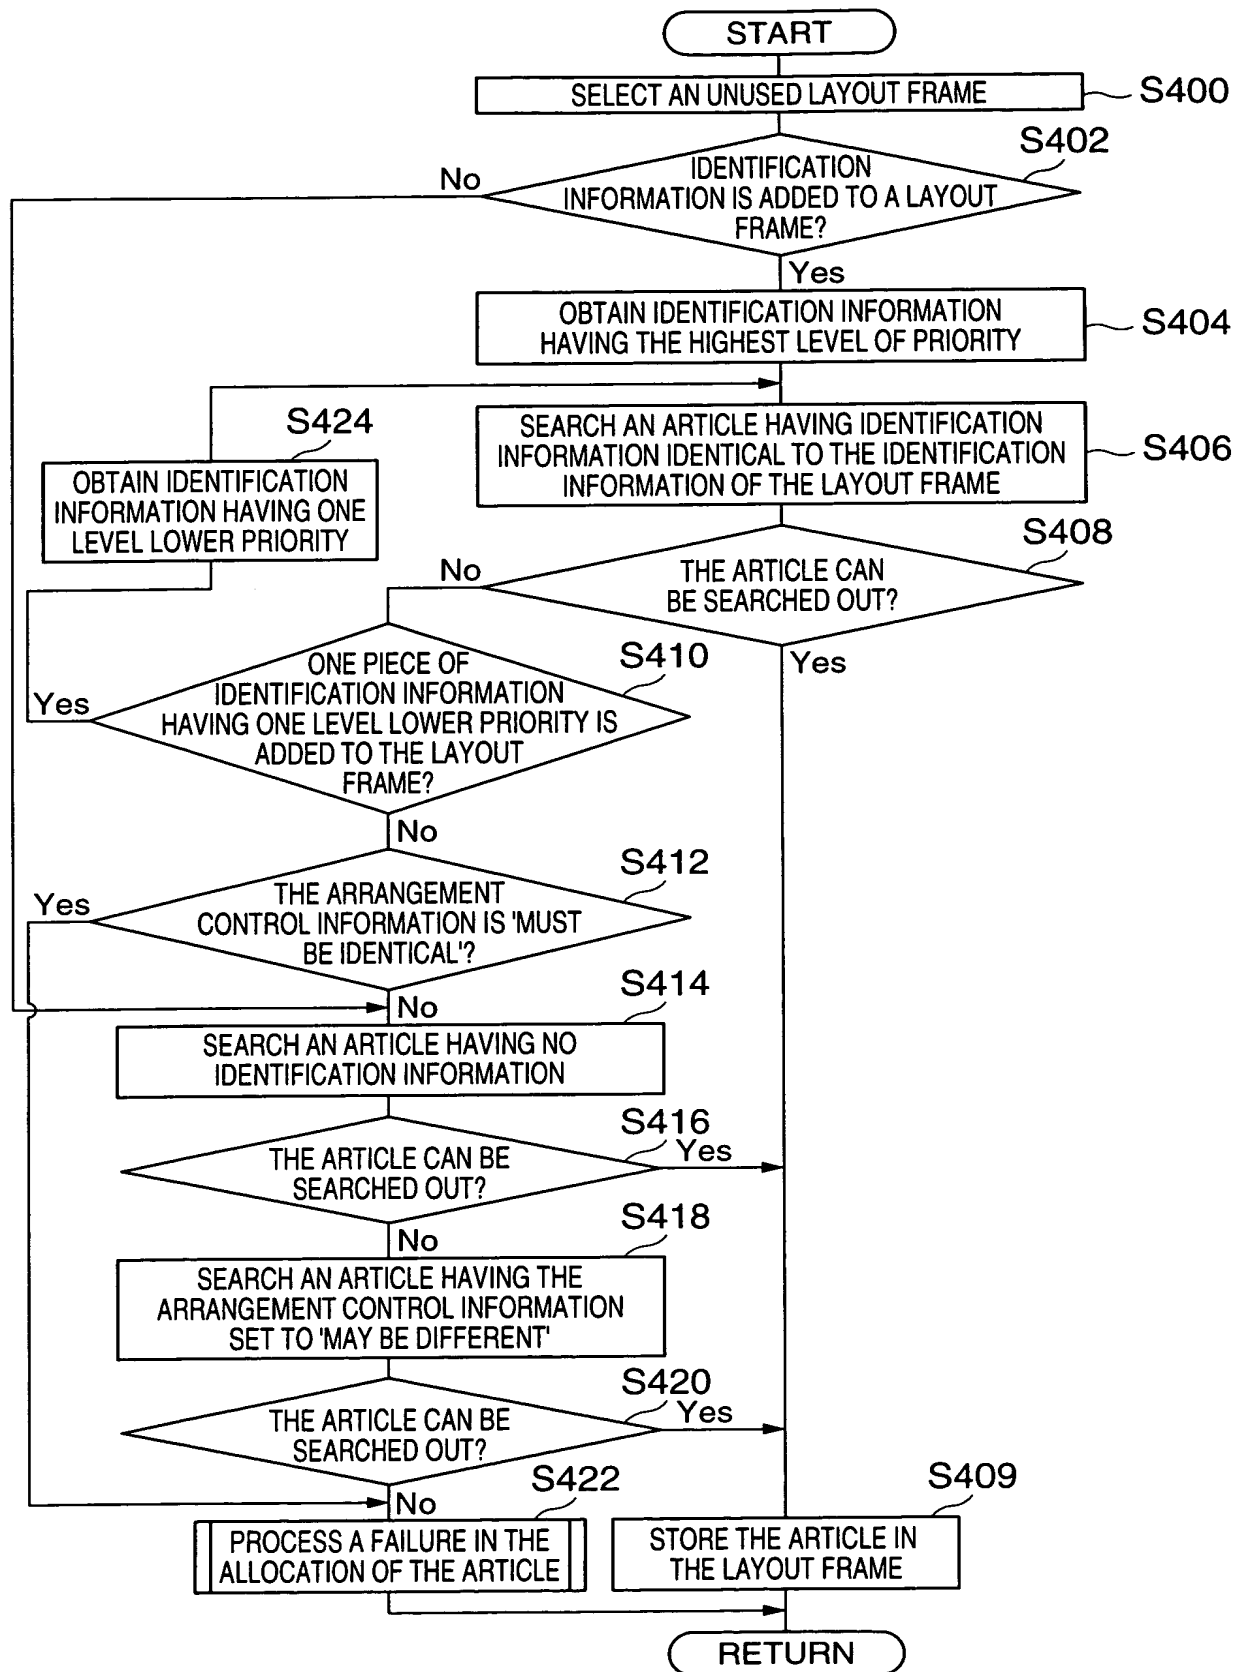 START
SELECT AN UNUSED LAYOUT FRAME
S400
S402
IDENTIFICATION
INFORMATION IS ADDED TO A LAYOUT
FRAME?
No
Yes
OBTAIN IDENTIFICATION INFORMATION
HAVING THE HIGHEST LEVEL OF PRIORITY
S404
S424
OBTAIN IDENTIFICATION
INFORMATION HAVING ONE
LEVEL LOWER PRIORITY
SEARCH AN ARTICLE HAVING IDENTIFICATION
INFORMATION IDENTICAL TO THE IDENTIFICATION
INFORMATION OF THE LAYOUT FRAME
S406
S408
No
THE ARTICLE CAN
BE SEARCHED OUT?
Yes
S410
ONE PIECE OF
IDENTIFICATION INFORMATION
HAVING ONE LEVEL LOWER PRIORITY IS
ADDED TO THE LAYOUT
FRAME?
Yes
No
S412
Yes
THE ARRANGEMENT
CONTROL INFORMATION IS 'MUST
BE IDENTICAL'?
No
S414
SEARCH AN ARTICLE HAVING NO
IDENTIFICATION INFORMATION
S416
THE ARTICLE CAN BE
SEARCHED OUT?
Yes
No
S418
SEARCH AN ARTICLE HAVING THE
ARRANGEMENT CONTROL INFORMATION
SET TO 'MAY BE DIFFERENT'
S420
THE ARTICLE CAN BE
SEARCHED OUT?
Yes
No
S422
PROCESS A FAILURE IN THE
ALLOCATION OF THE ARTICLE
S409
STORE THE ARTICLE IN
THE LAYOUT FRAME
RETURN